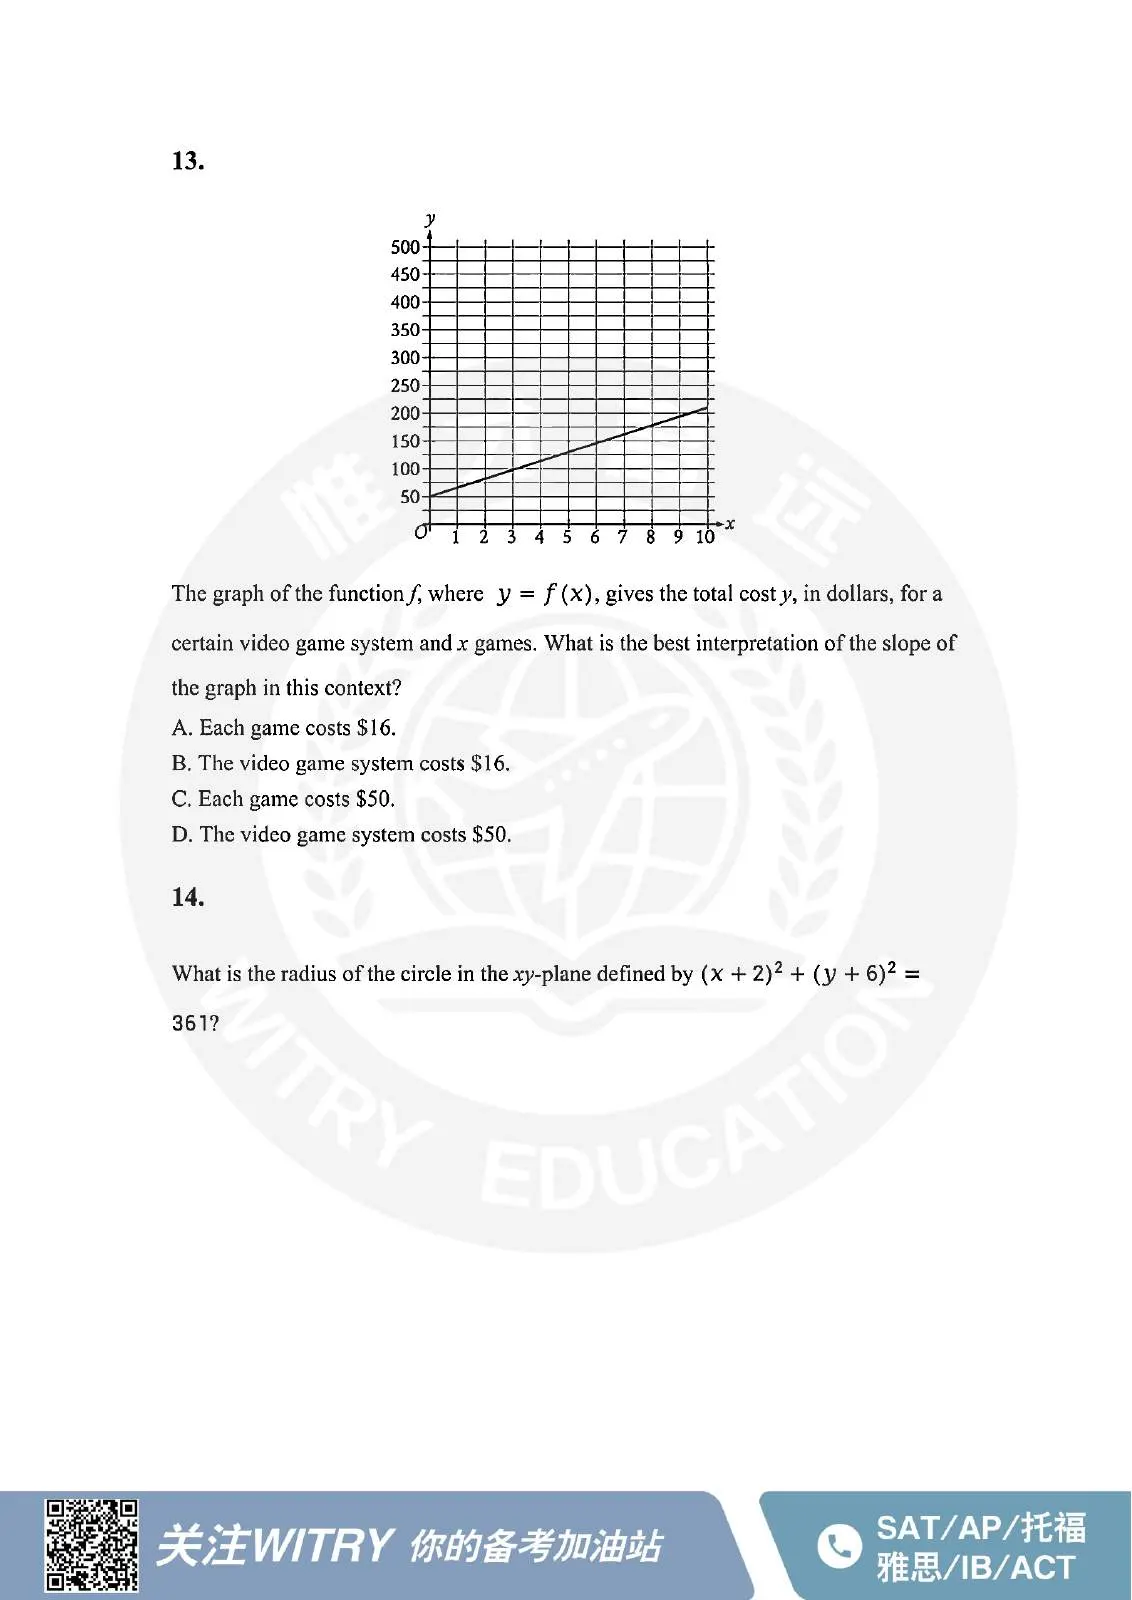 13.
y
500
450
400
350
300
250
200
150
100
50
O 1 2 3 4 5 6 7 8 9 10 x
The graph of the function f, where y = f (x), gives the total cost y, in dollars, for a
certain video game system and x games. What is the best interpretation of the slope of
the graph in this context?
A. Each game costs $16.
B. The video game system costs $16.
C. Each game costs $50.
D. The video game system costs $50.
14.
What is the radius of the circle in the xy-plane defined by (x + 2)² + (y + 6)² =
361?
WITRY EDUCATION
关注WITRY 你的备考加油站
SAT/AP/托福
雅思/IB/ACT